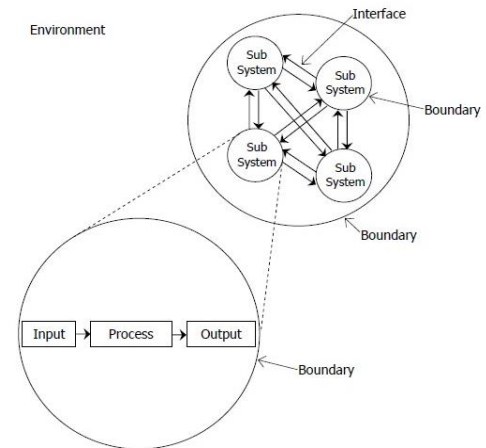 Interface
Environment
Sub
System
Sub
System
Boundary
Sub
System
Sub
System
Boundary
Input
Process
Output
Boundary